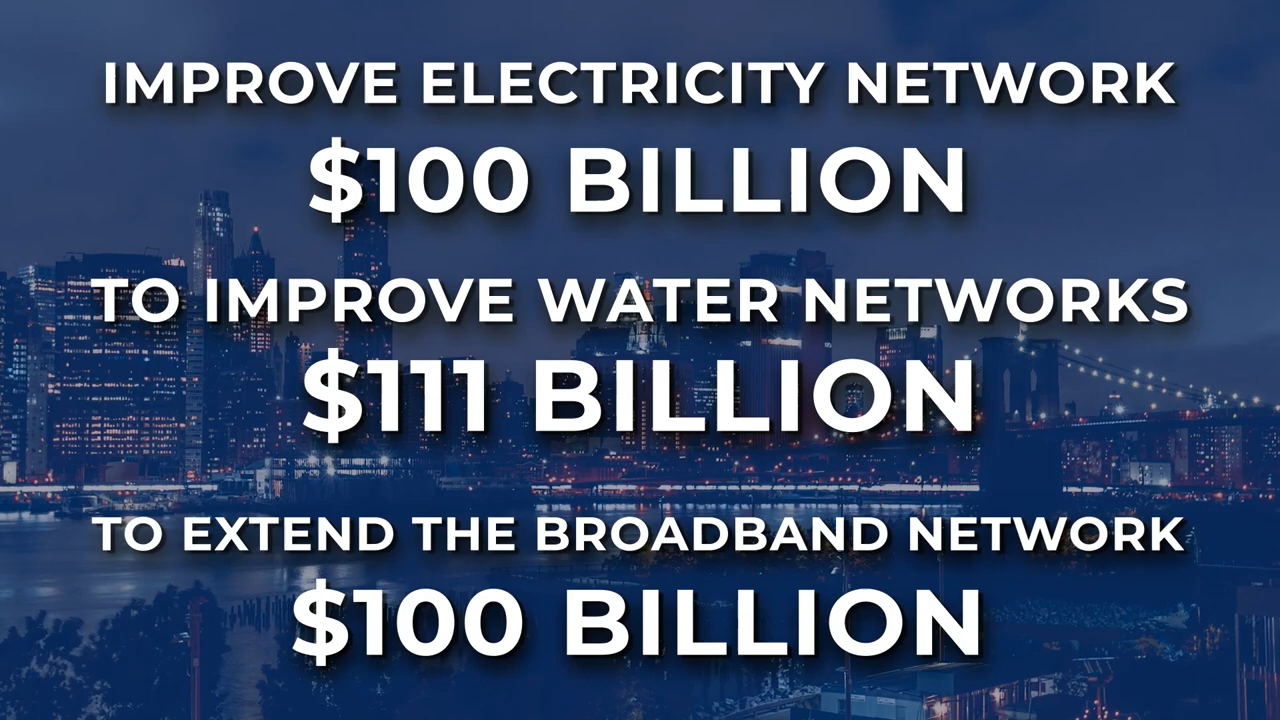 IMPROVE ELECTRICITY NETWORK
$100 BILLION
TO IMPROVE WATER NETWORKS
$111 BILLION
TO EXTEND THE BROADBAND NETWORK
$100 BILLION